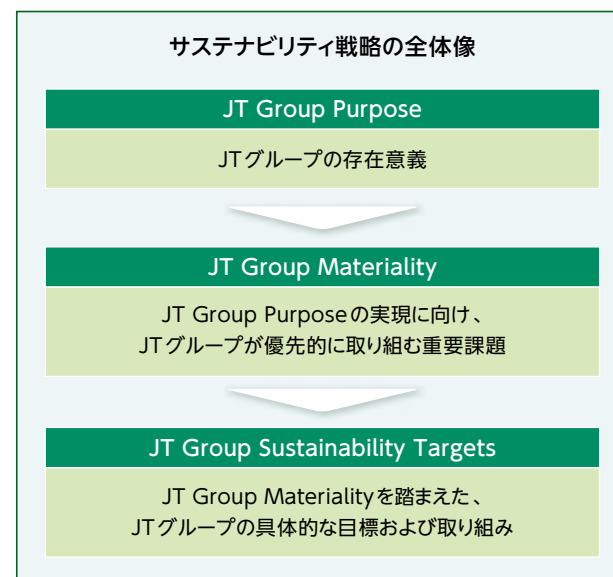 サステナビリティ戦略の全体像
JT Group Purpose
JTグループの存在意義
JT Group Materiality
JT Group Purposeの実現に向け、
JTグループが優先的に取り組む重要課題
JT Group Sustainability Targets
JT Group Materialityを踏まえた、
JTグループの具体的な目標および取り組み